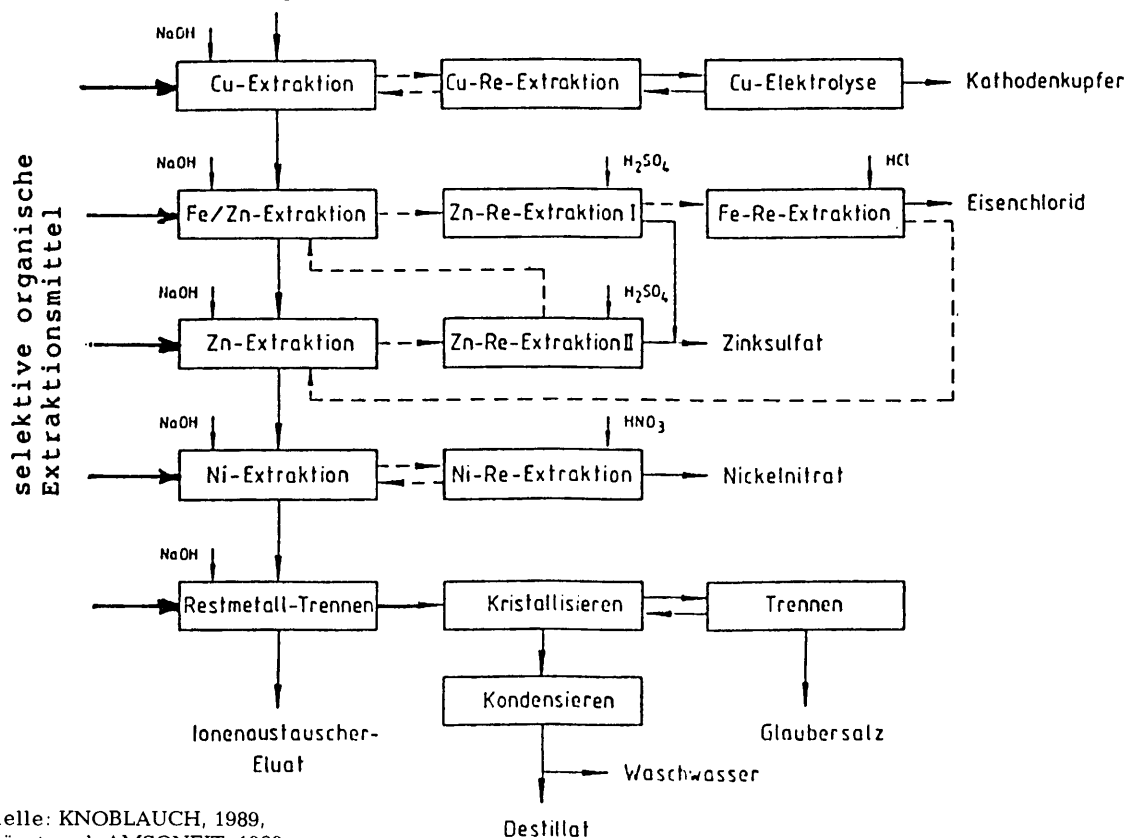 NaOH
Cu-Extraktion
Cu-Re-Extraktion
Cu-Elektrolyse
Kathodenkupfer
selektive organische
Extraktionsmittel
NaOH
H2SO4
HCl
Fe/Zn-Extraktion
Zn-Re-Extraktion I
Fe-Re-Extraktion
Eisenchlorid
NaOH
H2SO4
Zn-Extraktion
Zn-Re-Extraktion II
Zinksulfat
NaOH
HNO3
Ni-Extraktion
Ni-Re-Extraktion
Nickelnitrat
NaOH
Restmetall-Trennen
Kristallisieren
Trennen
Kondensieren
Ionenaustauscher-
Eluat
Glaubersalz
Waschwasser
Destillat
elle: KNOBLAUCH, 1989,